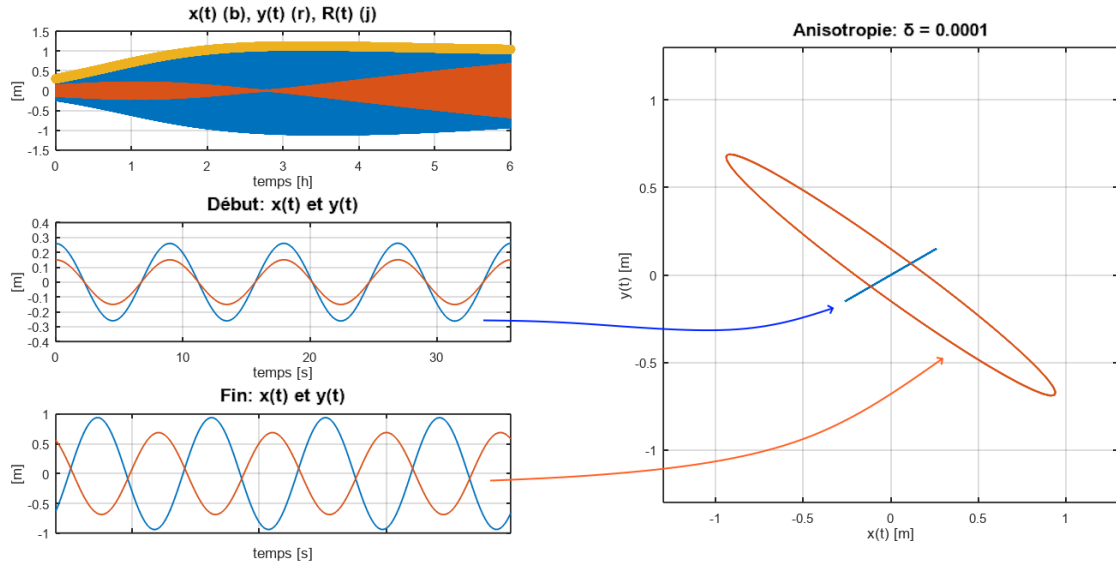 x(t) (b), y(t) (r), R(t) (j)
1.5
1
0.5
0
-0.5
-1
-1.5
[m]
0 1 2 3 4 5 6
temps [h]
Début: x(t) et y(t)
0.4
0.3
0.2
0.1
0
-0.1
-0.2
-0.3
-0.4
[m]
0 10 20 30
temps [s]
Fin: x(t) et y(t)
1
0.5
0
-0.5
-1
[m]
temps [s]
Anisotropie: δ = 0.0001
1
0.5
0
-0.5
-1
y(t) [m]
-1 -0.5 0 0.5 1
x(t) [m]